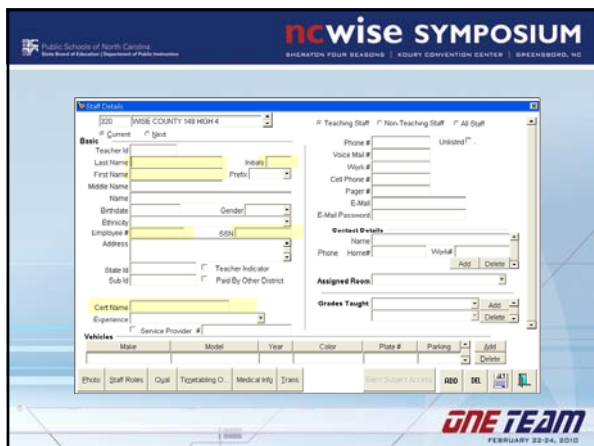 Public Schools of North Carolina
State Board of Education | Department of Public Instruction
ncwise SYMPOSIUM
SHERATON FOUR SEASONS | KOURY CONVENTION CENTER | GREENSBORO, NC
Staff Details
320 WISE COUNTY 148 HIGH 4
Teaching Staff Non-Teaching Staff All Staff
Current Next
Basic
Teacher Id
Last Name Initials
First Name Prefix
Middle Name
Name
Birthdate Gender
Ethnicity
Employee # SSN
Address
State Id Teacher Indicator
Sub Id Paid By Other District
Cert Name
Experience
Service Provider #
Phone # Unlisted
Voice Mail #
Work #
Cell Phone #
Pager #
E-Mail
E-Mail Password
Contact Details
Name
Phone Home# Work#
Add Delete
Assigned Room
Grades Taught Add
Delete
Vehicles
Make Model Year Color Plate # Parking Add
Delete
Photo Staff Roles Qual Timetabling O... Medical Info Trans Subject Access ADD DEL
ONE TEAM
FEBRUARY 22-24, 2010